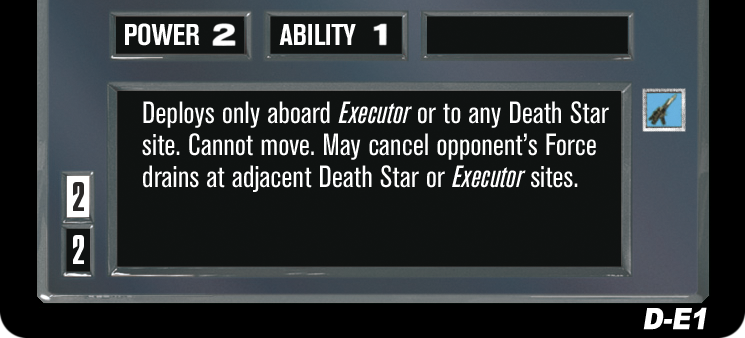 POWER 2 ABILITY 1
Deploys only aboard Executor or to any Death Star
site. Cannot move. May cancel opponent's Force
drains at adjacent Death Star or Executor sites.
2
2
D-E1